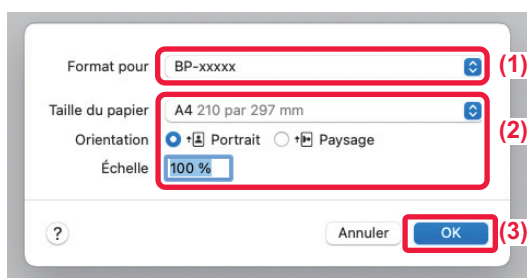 Format pour BP-xxxxx (1)
Taille du papier A4 210 par 297 mm
Orientation Portrait Paysage (2)
Échelle 100 %
? Annuler OK (3)